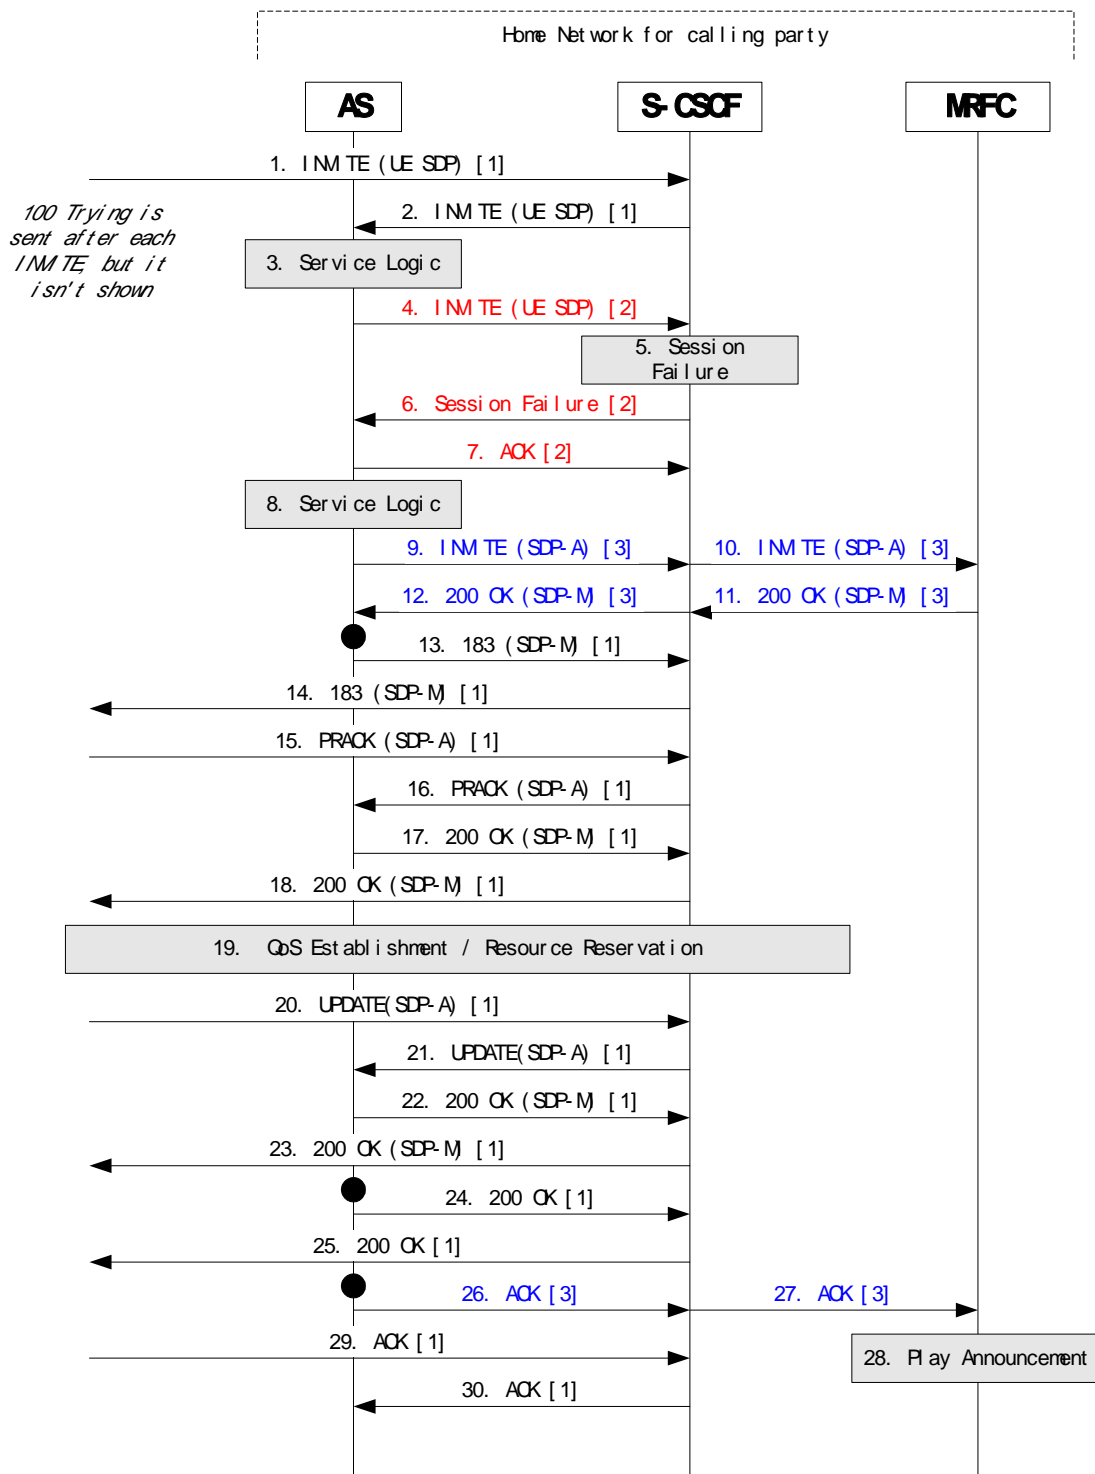 Home Network for calling party
AS
S-CSCF
MRFC
1. INVITE (UE SDP) [1]
100 Trying is
sent after each
INVITE, but it
isn't shown
2. INVITE (UE SDP) [1]
3. Service Logic
4. INVITE (UE SDP) [2]
5. Session
Failure
6. Session Failure [2]
7. ACK [2]
8. Service Logic
9. INVITE (SDP-A) [3]
10. INVITE (SDP-A) [3]
12. 200 OK (SDP-M) [3]
11. 200 OK (SDP-M) [3]
13. 183 (SDP-M) [1]
14. 183 (SDP-M) [1]
15. PRACK (SDP-A) [1]
16. PRACK (SDP-A) [1]
17. 200 OK (SDP-M) [1]
18. 200 OK (SDP-M) [1]
19. QoS Establishment / Resource Reservation
20. UPDATE(SDP-A) [1]
21. UPDATE(SDP-A) [1]
22. 200 OK (SDP-M) [1]
23. 200 OK (SDP-M) [1]
24. 200 OK [1]
25. 200 OK [1]
26. ACK [3]
27. ACK [3]
29. ACK [1]
28. Play Announcement
30. ACK [1]